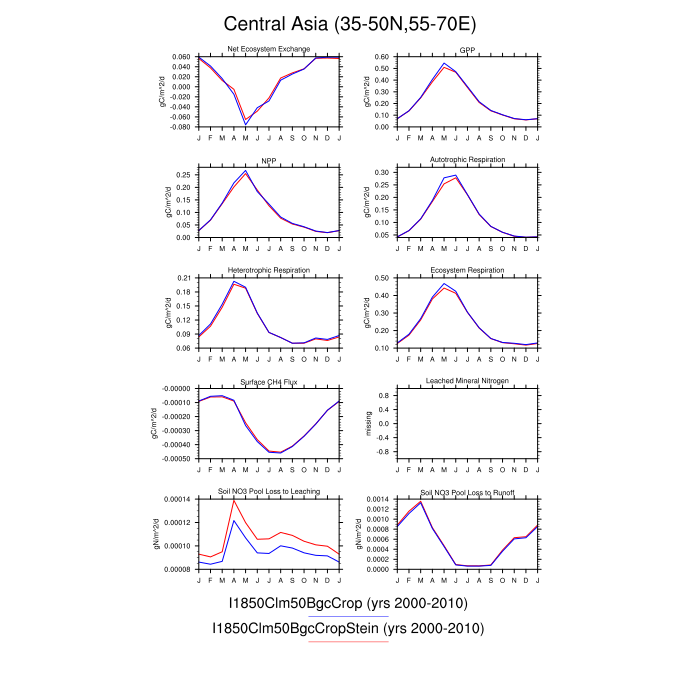 Central Asia (35-50N,55-70E)
Net Ecosystem Exchange
gC/m^2/d
0.060
0.040
0.020
0.000
-0.020
-0.040
-0.060
-0.080
J F M A M J J A S O N D J
GPP
gC/m^2/d
0.60
0.50
0.40
0.30
0.20
0.10
0.00
J F M A M J J A S O N D J
NPP
gC/m^2/d
0.25
0.20
0.15
0.10
0.05
0.00
J F M A M J J A S O N D J
Autotrophic Respiration
gC/m^2/d
0.30
0.25
0.20
0.15
0.10
0.05
J F M A M J J A S O N D J
Heterotrophic Respiration
gC/m^2/d
0.21
0.18
0.15
0.12
0.09
0.06
J F M A M J J A S O N D J
Ecosystem Respiration
gC/m^2/d
0.50
0.40
0.30
0.20
0.10
J F M A M J J A S O N D J
Surface CH4 Flux
gC/m^2/d
-0.00000
-0.00010
-0.00020
-0.00030
-0.00040
-0.00050
J F M A M J J A S O N D J
Leached Mineral Nitrogen
missing
0.8
0.4
0.0
-0.4
-0.8
J F M A M J J A S O N D J
Soil NO3 Pool Loss to Leaching
gN/m^2/d
0.00014
0.00012
0.00010
0.00008
J F M A M J J A S O N D J
Soil NO3 Pool Loss to Runoff
gN/m^2/d
0.0014
0.0012
0.0010
0.0008
0.0006
0.0004
0.0002
0.0000
J F M A M J J A S O N D J
I1850Clm50BgcCrop (yrs 2000-2010)
I1850Clm50BgcCropStein (yrs 2000-2010)